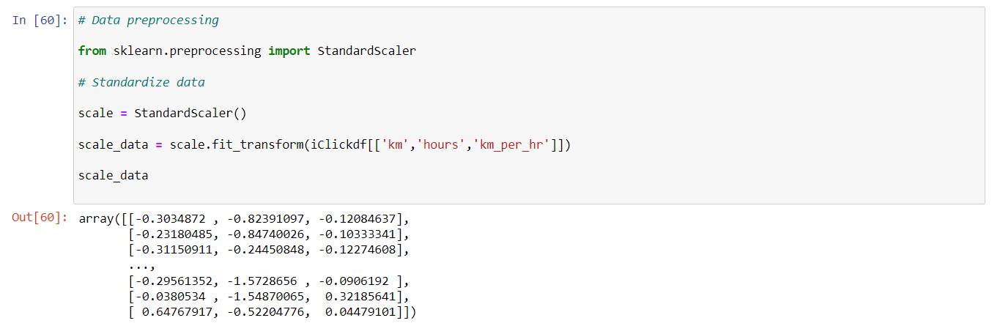 In [60]: # Data preprocessing
from sklearn.preprocessing import StandardScaler
# Standardize data
scale = StandardScaler()
scale_data = scale.fit_transform(iClickdf[['km','hours','km_per_hr']])
scale_data
Out[60]: array([[-0.3034872 , -0.82391097, -0.12084637],
[-0.23180485, -0.84740026, -0.10333341],
[-0.31150911, -0.24450848, -0.12274608],
...,
[-0.29561352, -1.5728656 , -0.0906192 ],
[-0.0380534 , -1.54870065,  0.32185641],
[ 0.64767917, -0.52204776,  0.04479101]])